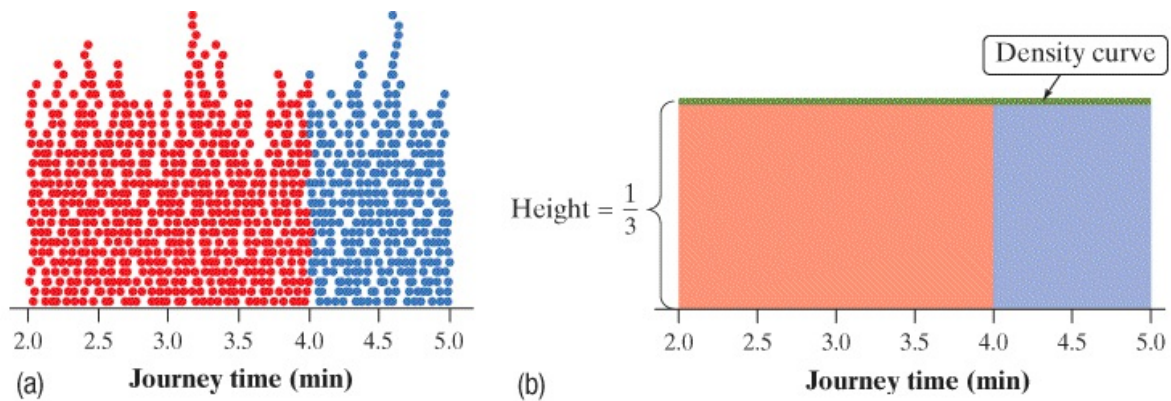 2.0 2.5 3.0 3.5 4.0 4.5 5.0
(a) Journey time (min)
Density curve
Height = 1/3
2.0 2.5 3.0 3.5 4.0 4.5 5.0
(b) Journey time (min)